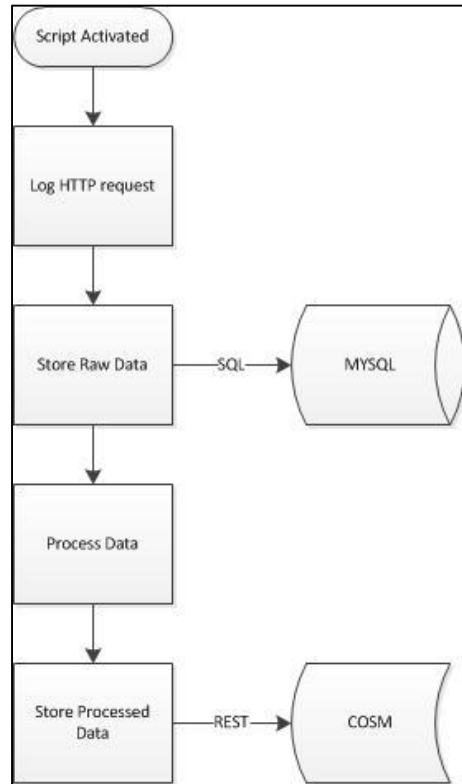 Script Activated
Log HTTP request
Store Raw Data
SQL
MYSQL
Process Data
Store Processed
Data
REST
COSM